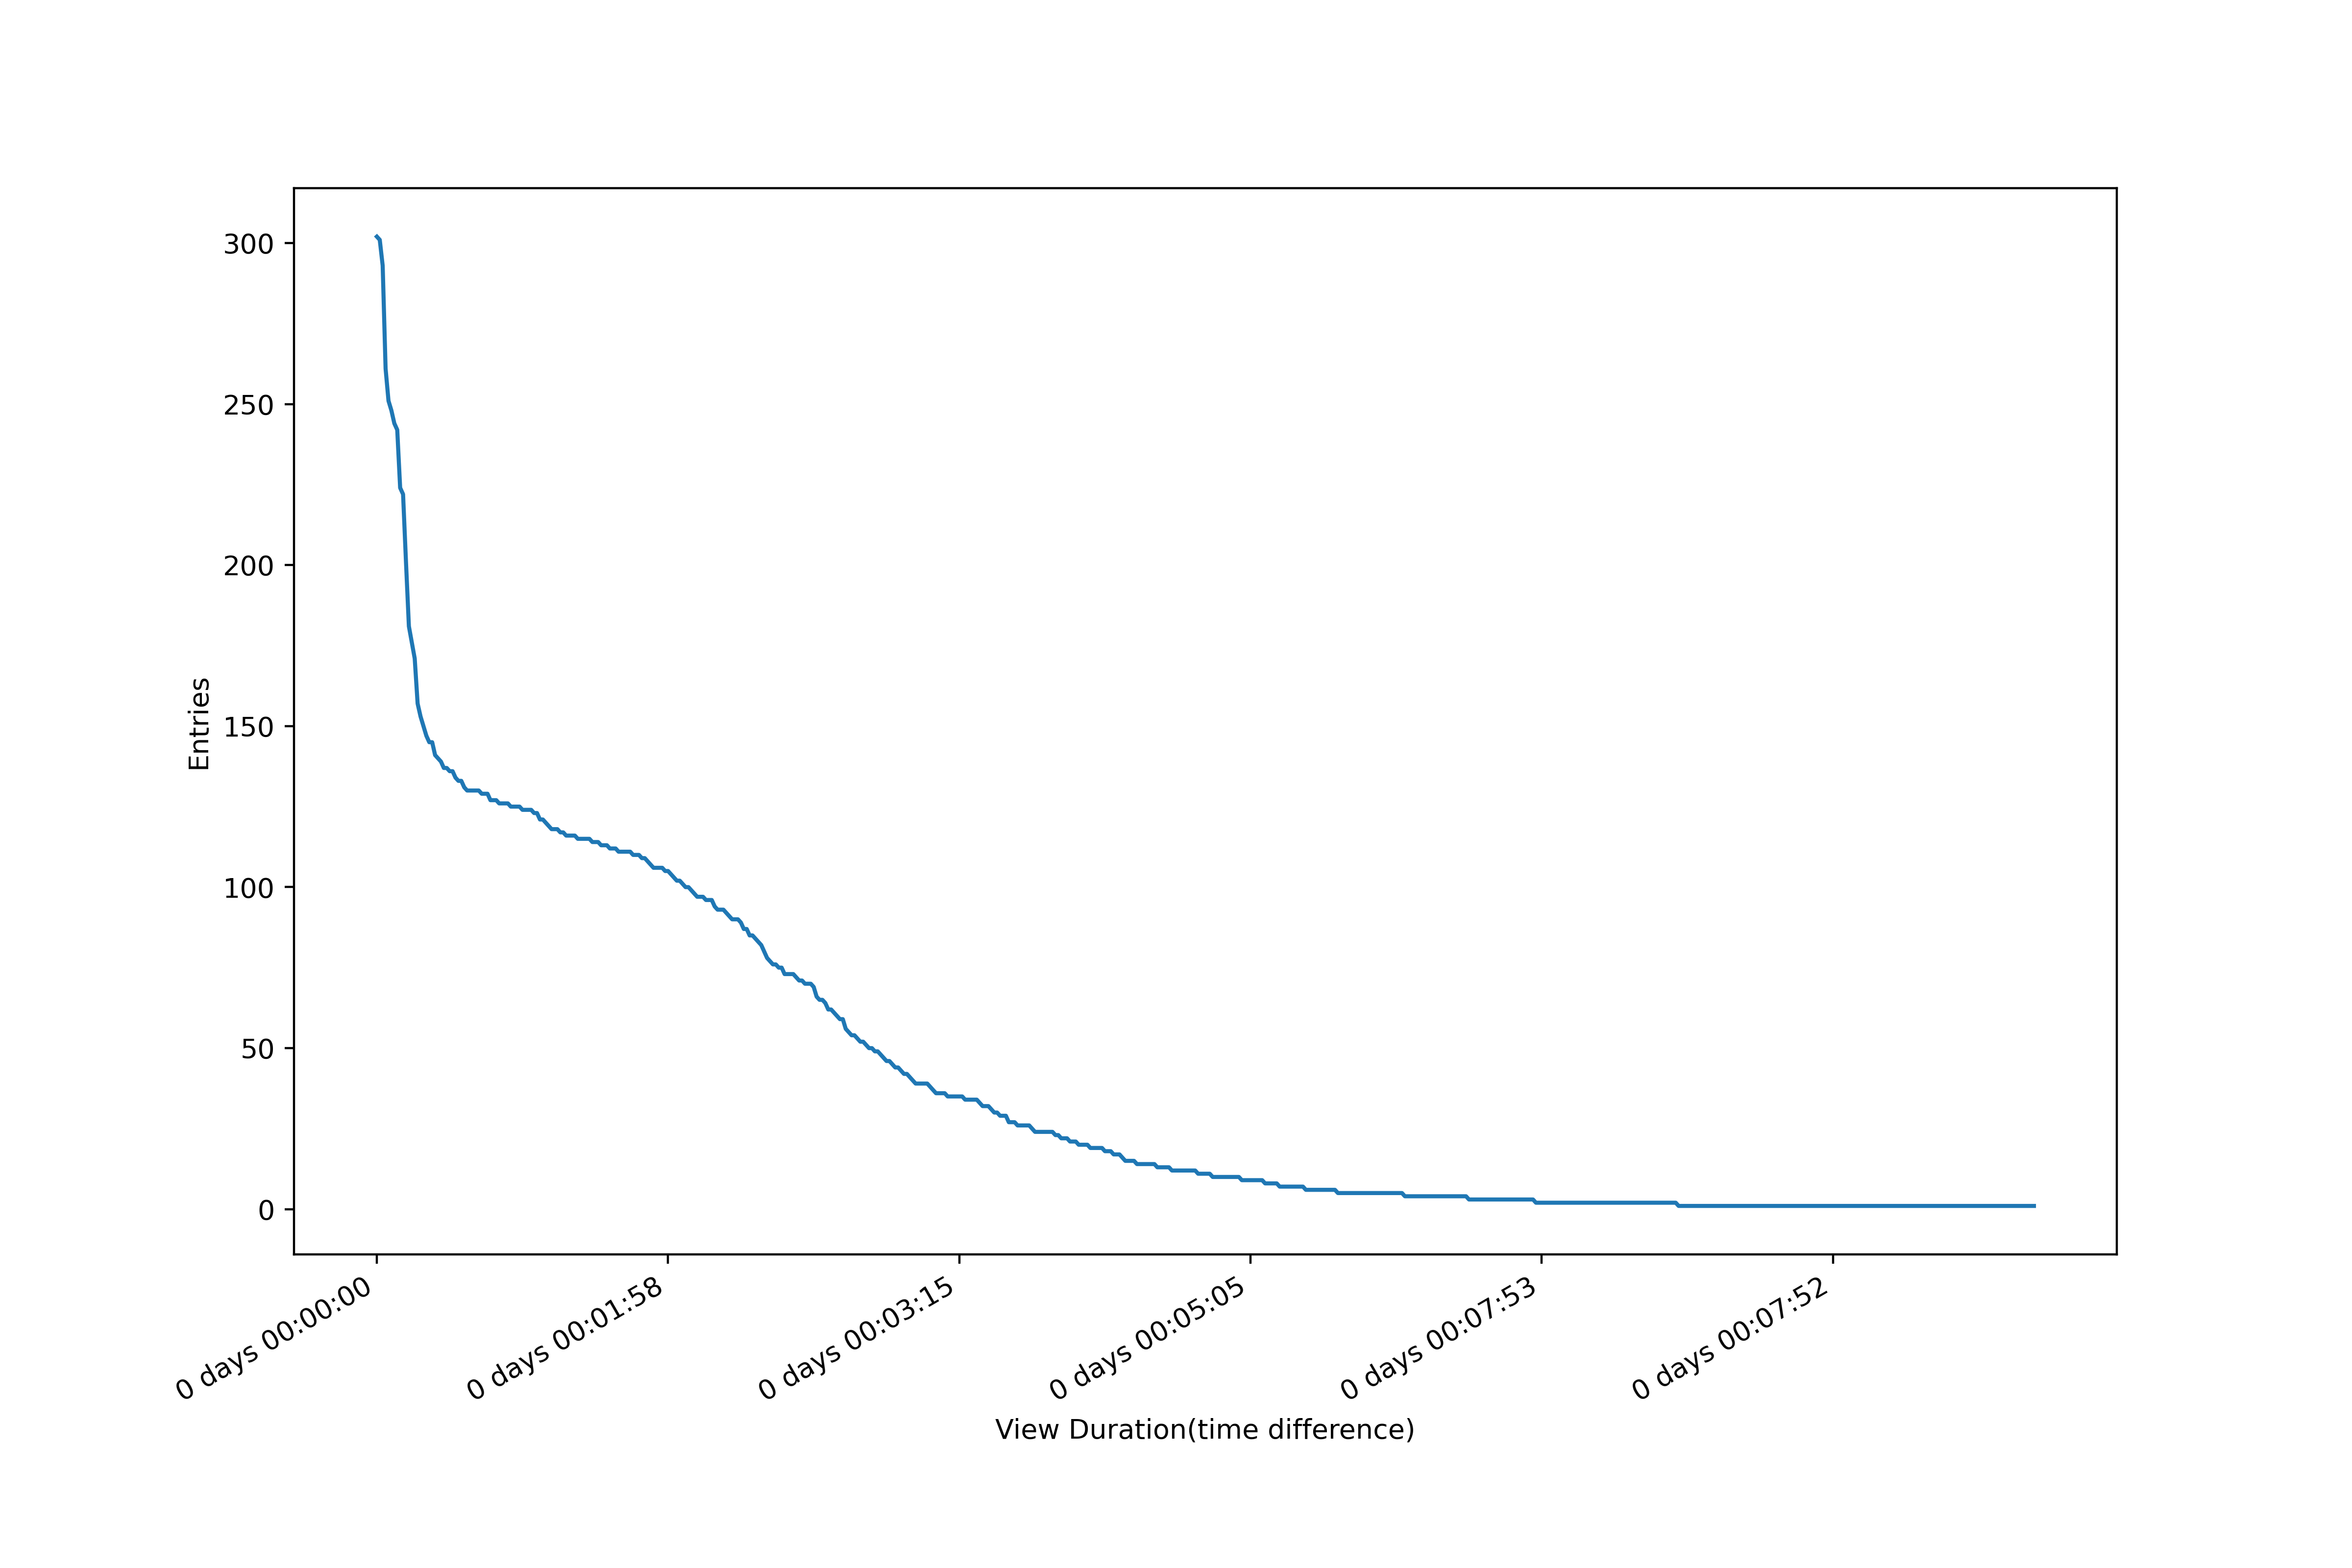 300
250
200
150
100
50
0
Entries
0 days 00:00:00
0 days 00:01:58
0 days 00:03:15
0 days 00:05:05
0 days 00:07:53
0 days 00:07:52
View Duration(time difference)